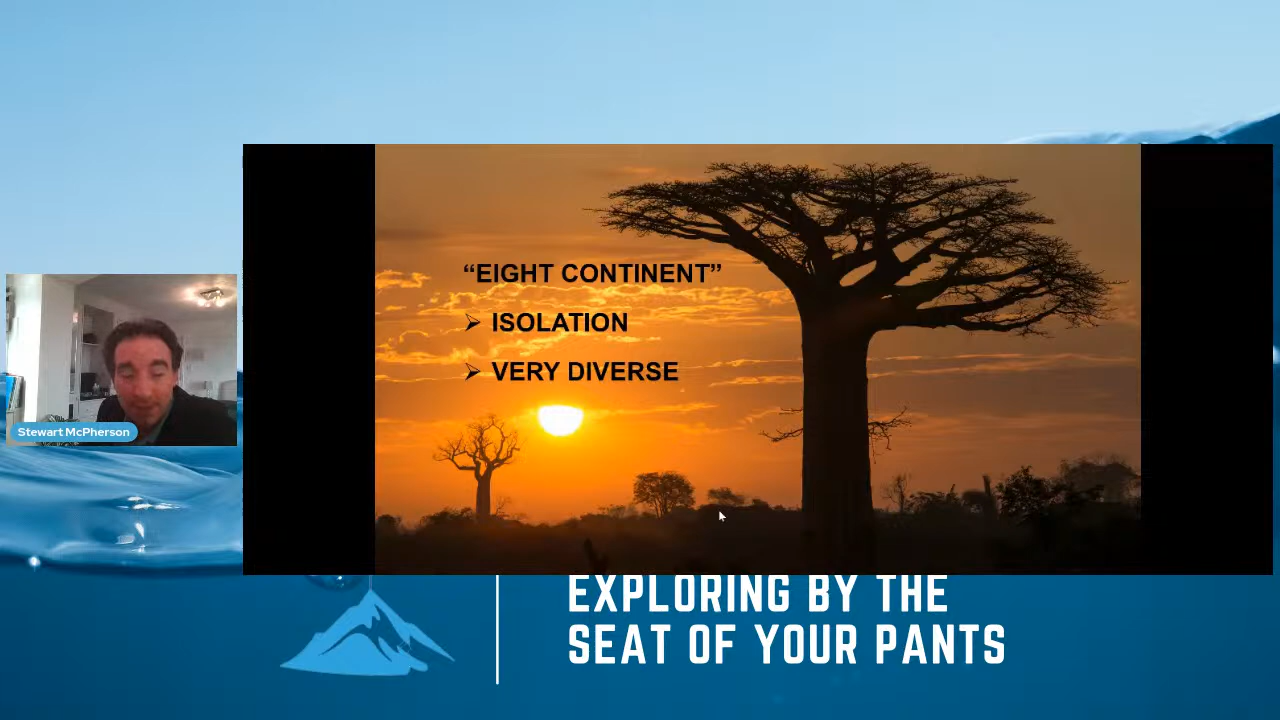 “EIGHT CONTINENT”
➢ ISOLATION
➢ VERY DIVERSE
Stewart McPherson
EXPLORING BY THE
SEAT OF YOUR PANTS